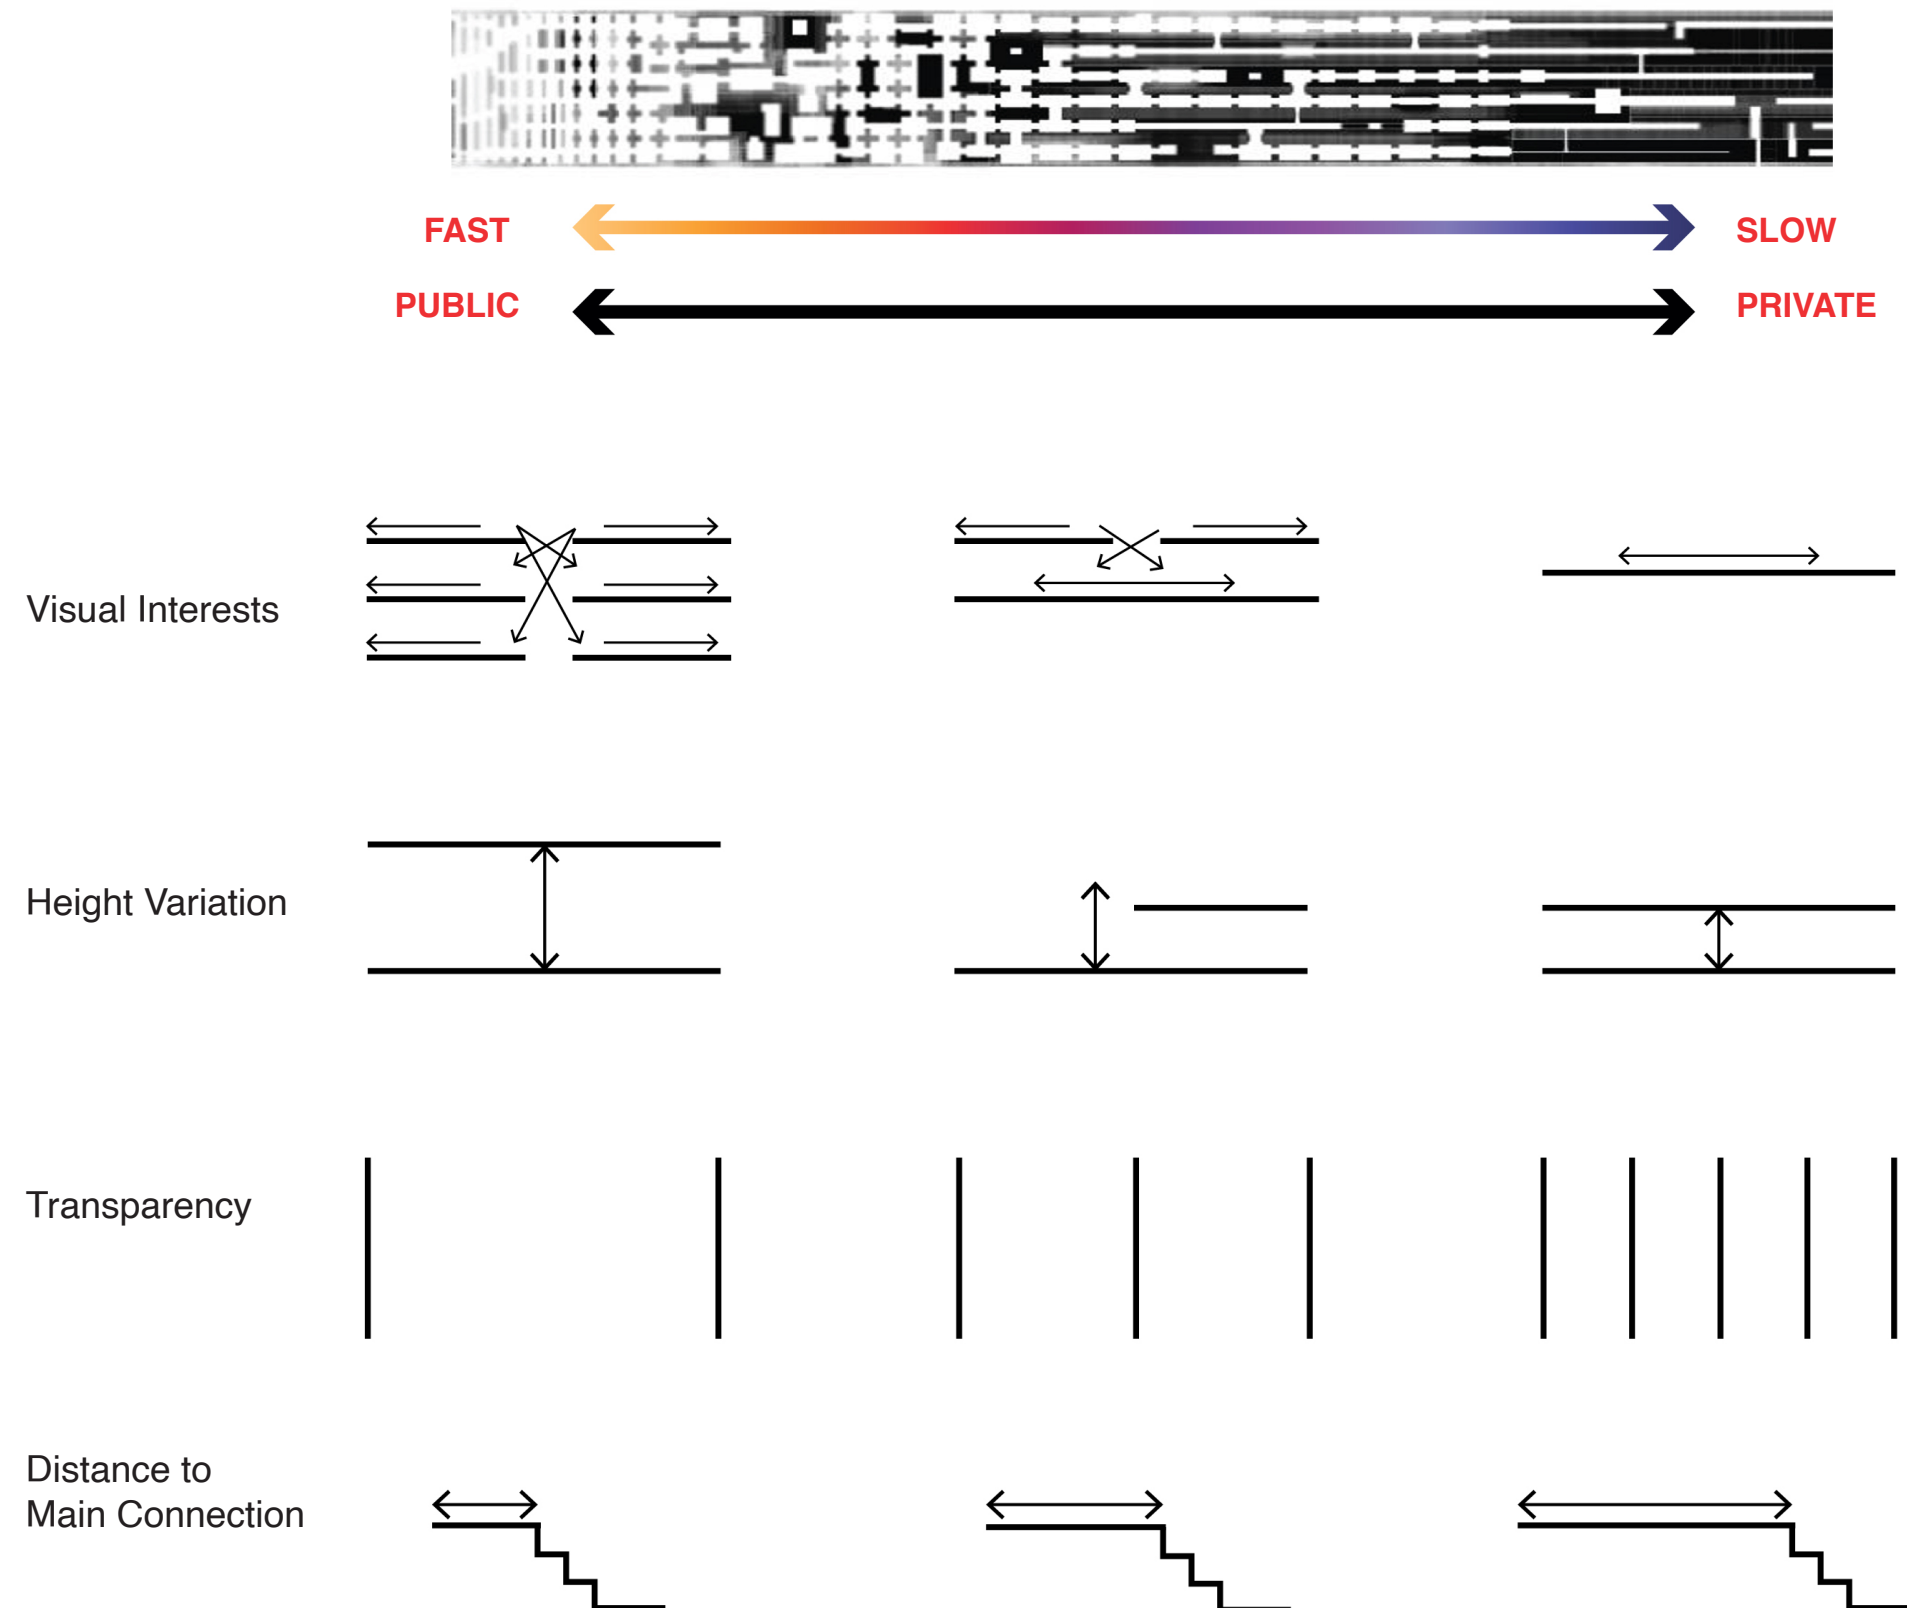 FAST
SLOW
PUBLIC
PRIVATE
Visual Interests
Height Variation
Transparency
Distance to
Main Connection